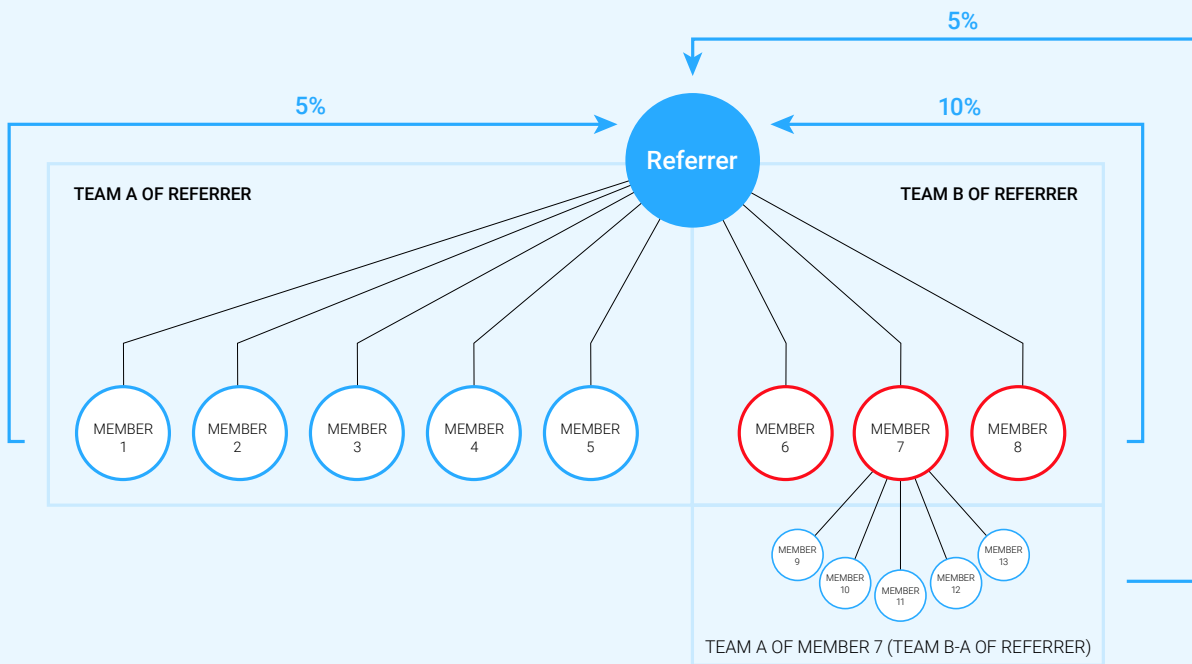 5%
5%
10%
Referrer
TEAM A OF REFERRER
TEAM B OF REFERRER
MEMBER
1
MEMBER
2
MEMBER
3
MEMBER
4
MEMBER
5
MEMBER
6
MEMBER
7
MEMBER
8
MEMBER
9
MEMBER
10
MEMBER
11
MEMBER
12
MEMBER
13
TEAM A OF MEMBER 7 (TEAM B-A OF REFERRER)